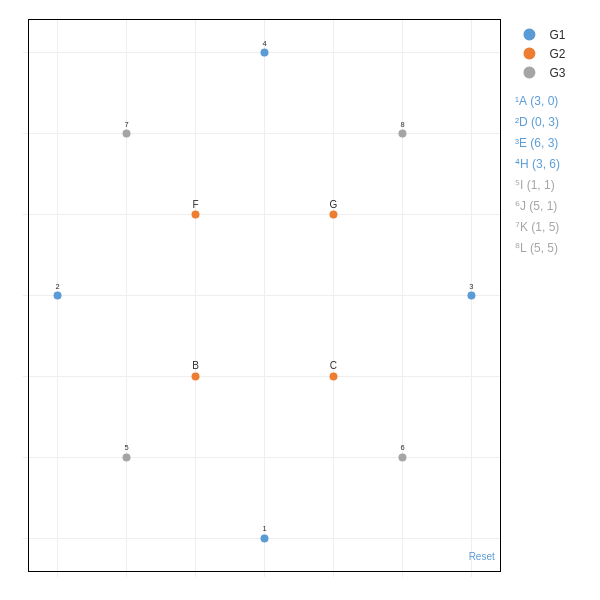 4
7 8
F G
2 3
B C
5 6
1
Reset
G1
G2
G3
¹A (3, 0)
²D (0, 3)
³E (6, 3)
⁴H (3, 6)
⁵I (1, 1)
⁶J (5, 1)
⁷K (1, 5)
⁸L (5, 5)